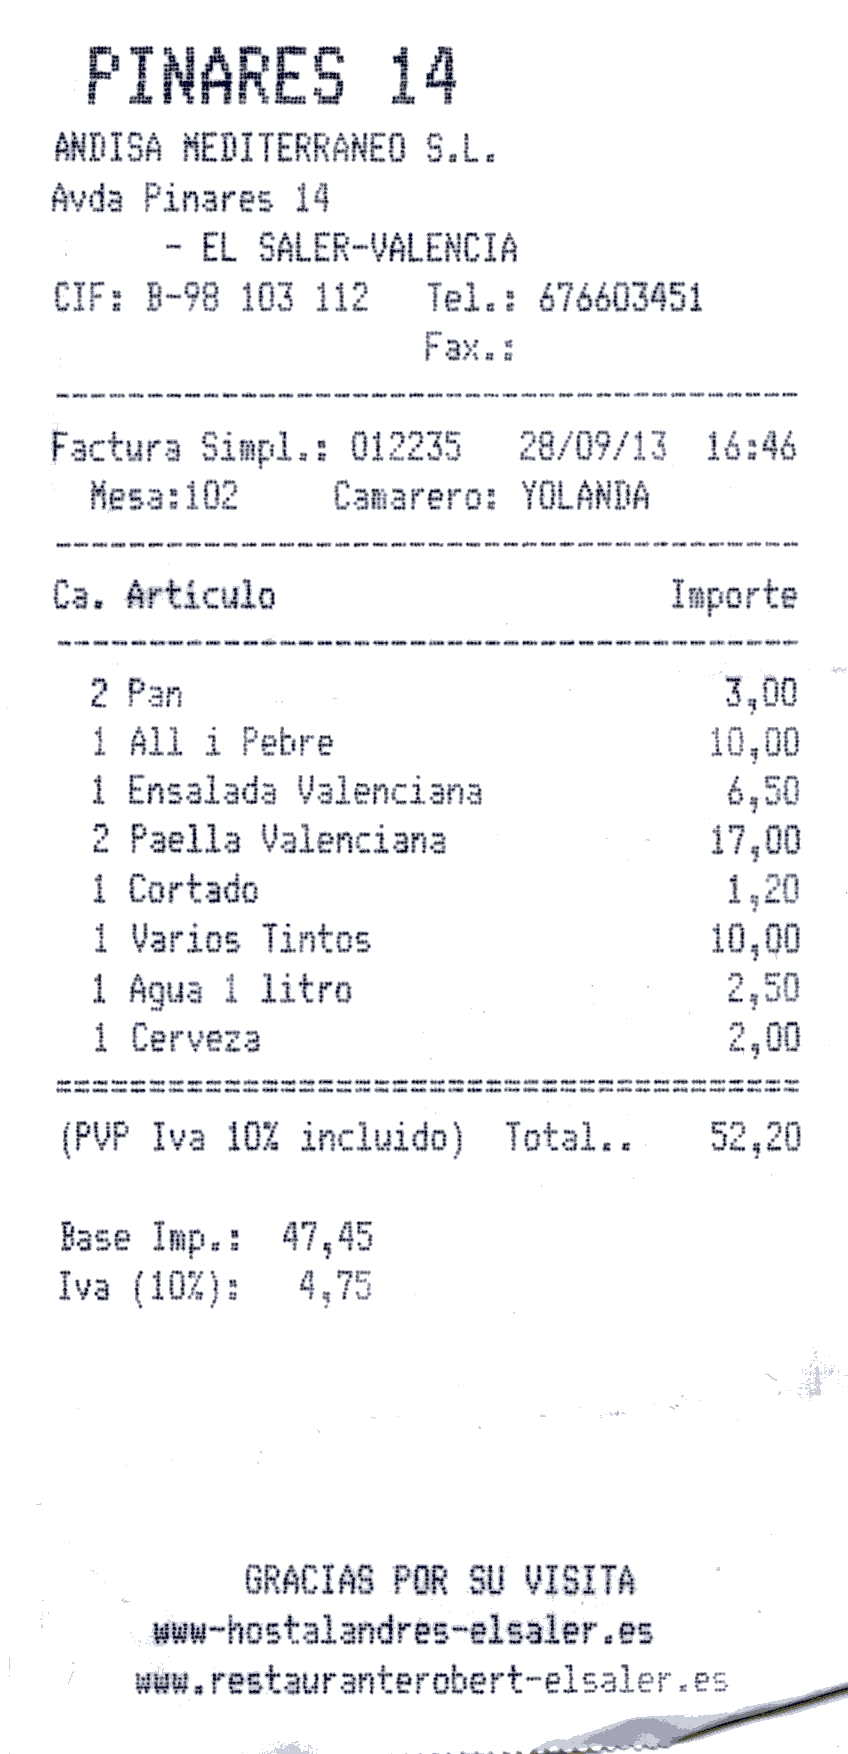 PINARES 14
ANDISA MEDITERRANEO S.L.
Avda Pinares 14
- EL SALER-VALENCIA
CIF: B-98 103 112 Tel.: 676603451
Fax.:
Factura Simpl.: 012235 28/09/13 16:46
Mesa:102 Camarero: YOLANDA
Ca. Articulo Importe
2 Pan 3,00
1 All i Pebre 10,00
1 Ensalada Valenciana 6,50
2 Paella Valenciana 17,00
1 Cortado 1,20
1 Varios Tintos 10,00
1 Agua 1 litro 2,50
1 Cerveza 2,00
(PVP Iva 10% incluido) Total.. 52,20
Base Imp.: 47,45
Iva (10%): 4,75
GRACIAS POR SU VISITA
www-hostalandres-elsaler.es
www.restauranterobert-elsaler.es